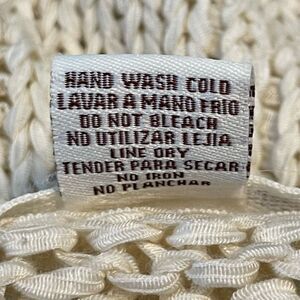 HAND WASH COLD
LAVAR A MANO FRIO
DO NOT BLEACH
NO UTILIZAR LEJIA
LINE DRY
TENDER PARA SECAR
NO IRON
NO PLANCHAR